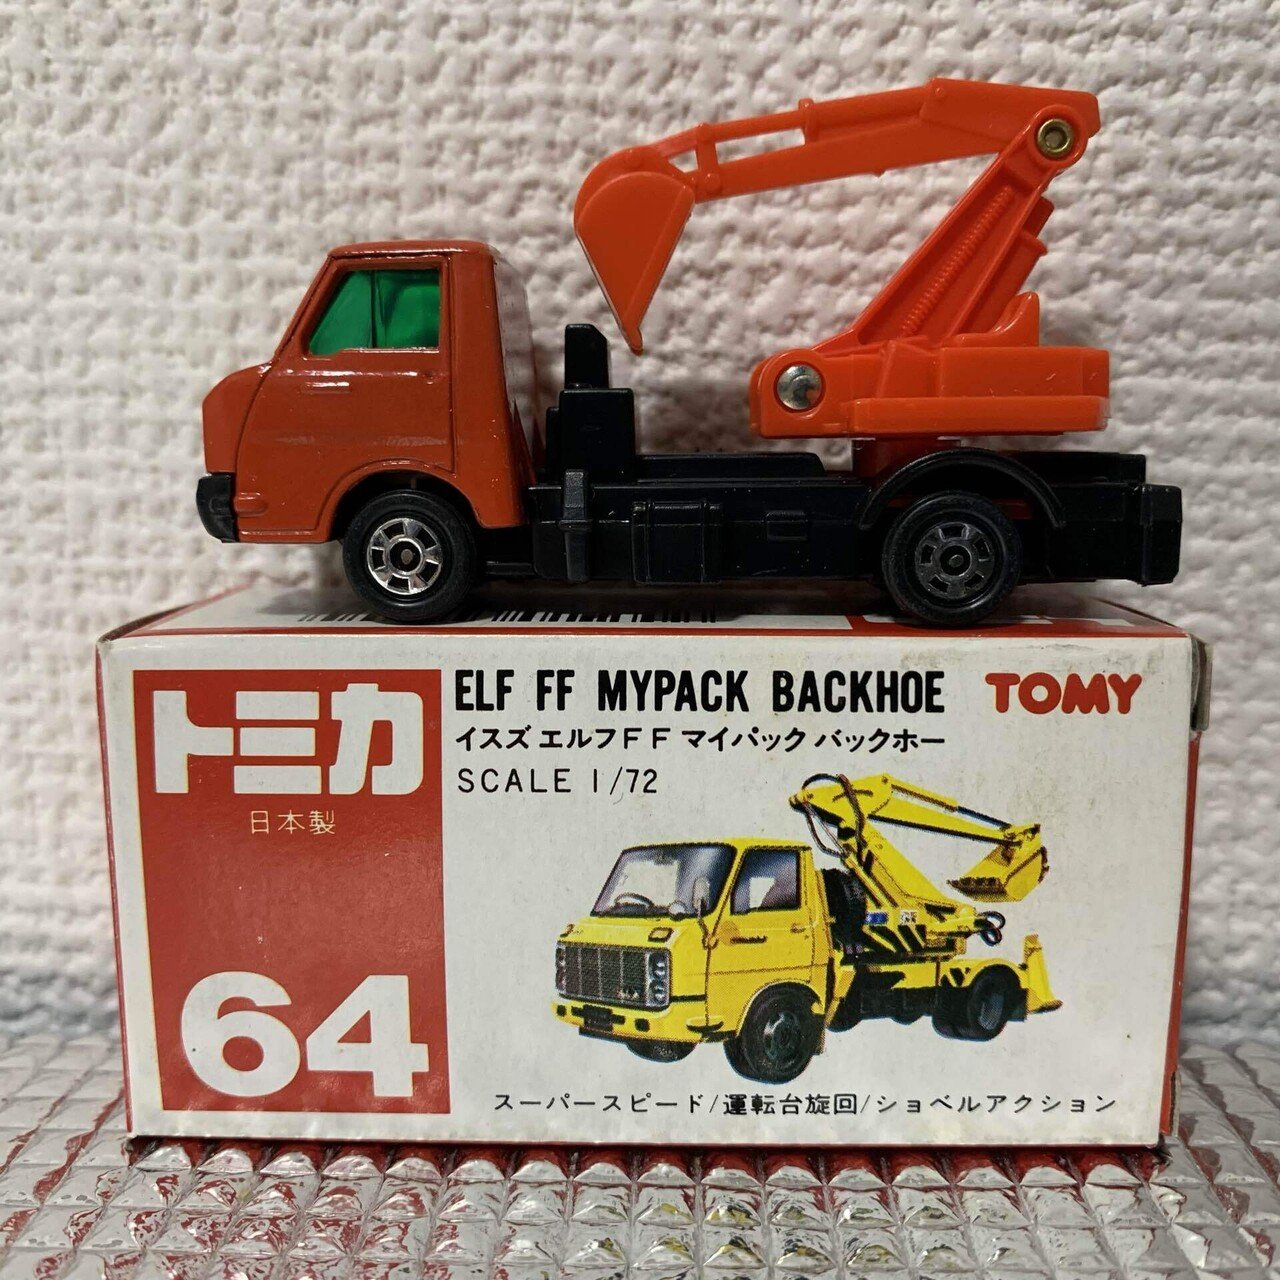 トミカ
日本製
64
ELF FF MYPACK BACKHOE
TOMY
イスズ エルフFF マイパック バックホー
SCALE 1/72
スーパースピード/運転台旋回/ショベルアクション